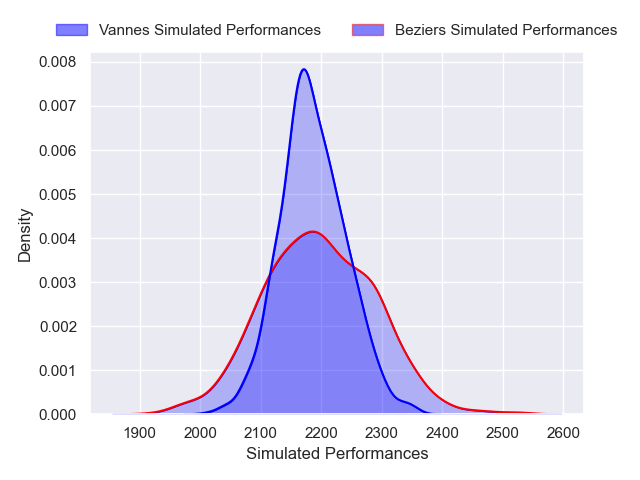 Vannes Simulated Performances
Beziers Simulated Performances
0.008
0.007
0.006
0.005
0.004
0.003
0.002
0.001
0.000
Density
1900 2000 2100 2200 2300 2400 2500 2600
Simulated Performances